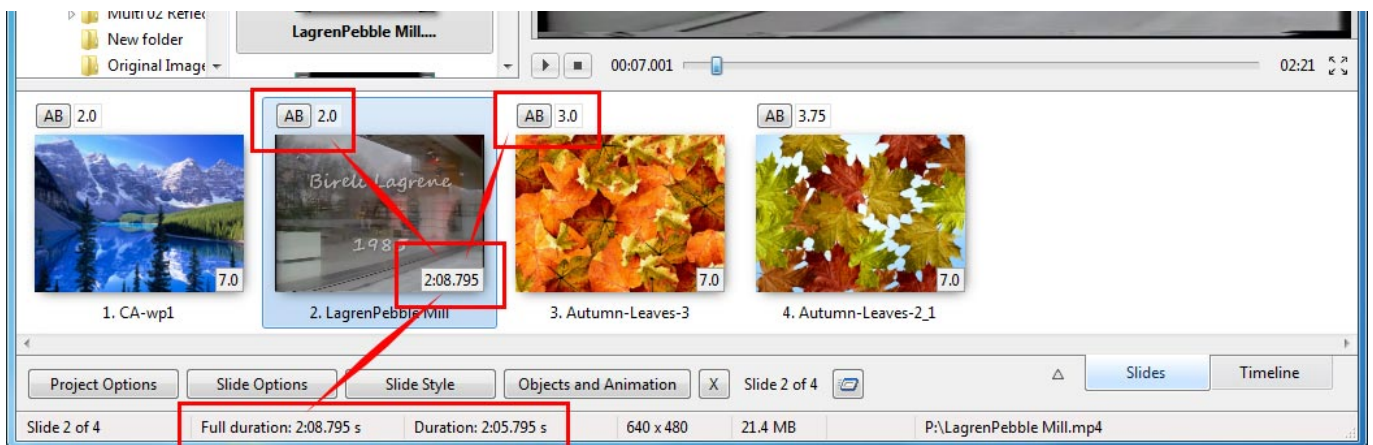 Multi 02 Reflec
New folder
Original Image
LagrenPebble Mill....
00:07.001
02:21
AB 2.0
AB 2.0
AB 3.0
AB 3.75
Birele Lagrene
1985
7.0
2:08.795
7.0
7.0
1. CA-wp1
2. LagrenPebble Mill
3. Autumn-Leaves-3
4. Autumn-Leaves-2_1
Project Options
Slide Options
Slide Style
Objects and Animation
X
Slide 2 of 4
Slides
Timeline
Slide 2 of 4
Full duration: 2:08.795 s
Duration: 2:05.795 s
640 x 480
21.4 MB
P:\LagrenPebble Mill.mp4